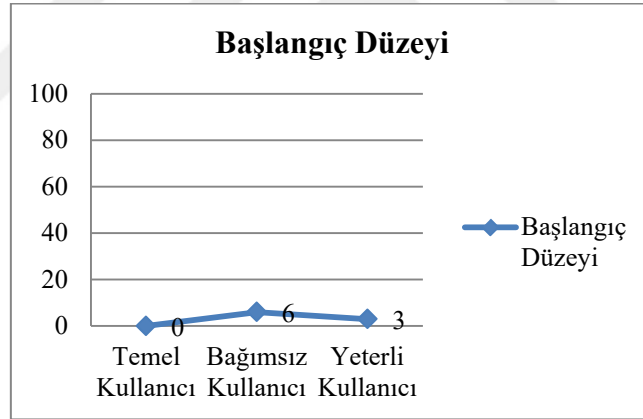 Başlangıç Düzeyi
100
80
60
40
20
0
0
6
3
Temel
Kullanıcı
Bağımsız
Kullanıcı
Yeterli
Kullanıcı
Başlangıç
Düzeyi